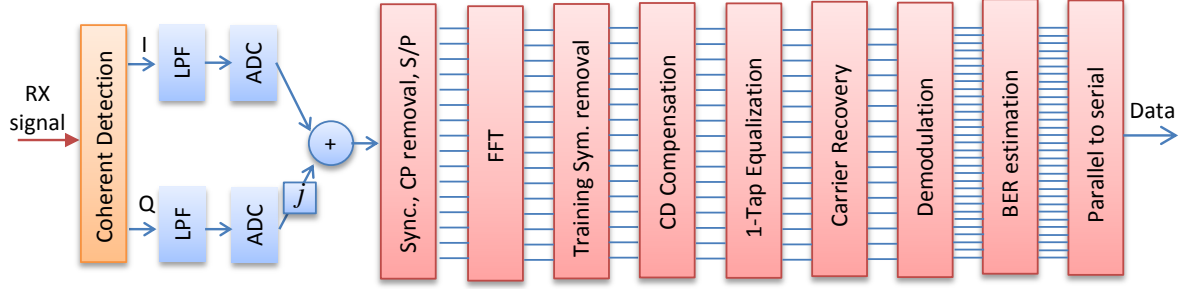 RX
signal
Coherent Detection
I
LPF
ADC
Q
LPF
ADC
j
+
Sync., CP removal, S/P
FFT
Training Sym. removal
CD Compensation
1-Tap Equalization
Carrier Recovery
Demodulation
BER estimation
Parallel to serial
Data